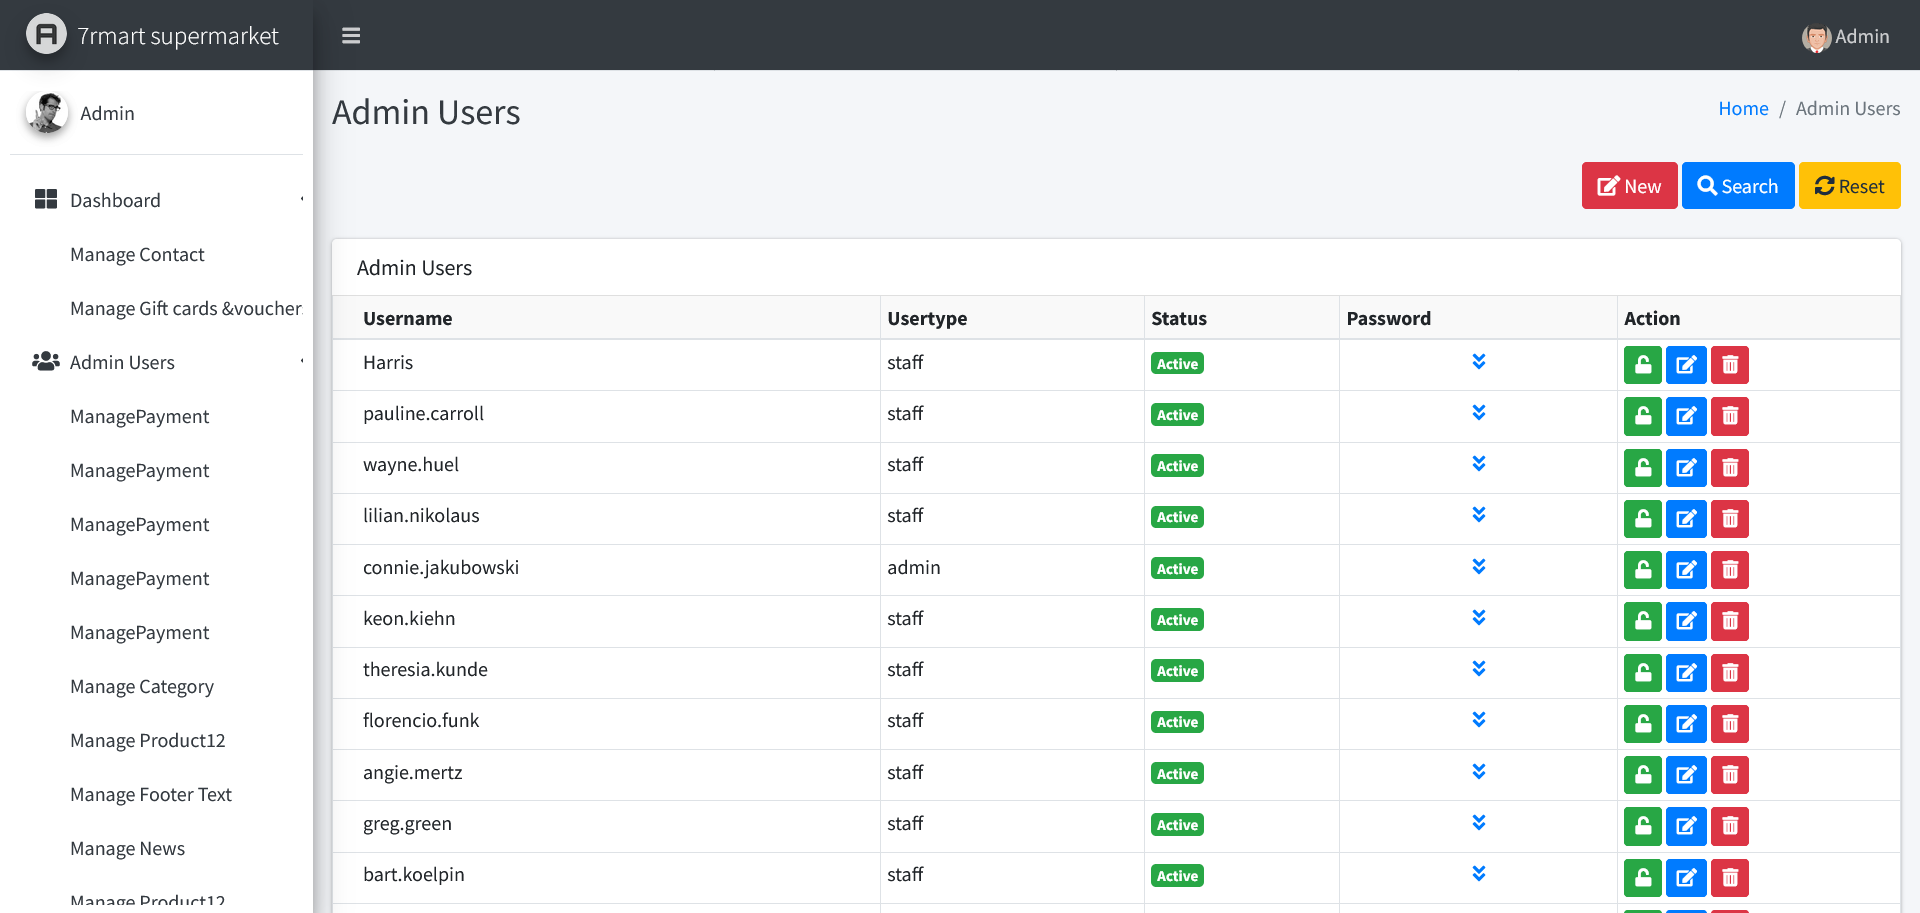 7rmart supermarket
Admin
Admin
Dashboard
Manage Contact
Manage Gift cards &voucher
Admin Users
ManagePayment
ManagePayment
ManagePayment
ManagePayment
ManagePayment
Manage Category
Manage Product12
Manage Footer Text
Manage News
Manage Product12
Admin Users
Home / Admin Users
New Search Reset
Admin Users
Username Usertype Status Password Action
Harris staff Active
pauline.carroll staff Active
wayne.huel staff Active
lilian.nikolaus staff Active
connie.jakubowski admin Active
keon.kiehn staff Active
theresia.kunde staff Active
florencio.funk staff Active
angie.mertz staff Active
greg.green staff Active
bart.koelpin staff Active